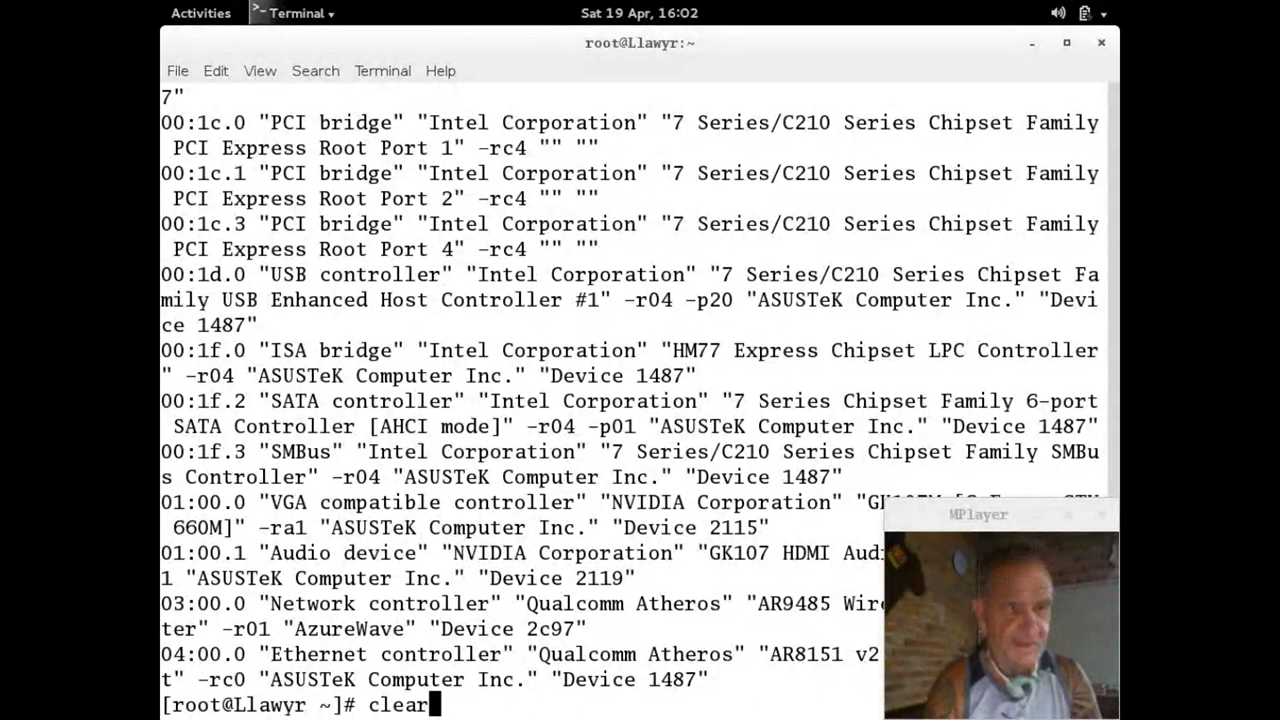 Activities
Terminal
Sat 19 Apr, 16:02
root@Llawyr:~
File Edit View Search Terminal Help
7"
00:1c.0 "PCI bridge" "Intel Corporation" "7 Series/C210 Series Chipset Family
PCI Express Root Port 1" -rc4 "" ""
00:1c.1 "PCI bridge" "Intel Corporation" "7 Series/C210 Series Chipset Family
PCI Express Root Port 2" -rc4 "" ""
00:1c.3 "PCI bridge" "Intel Corporation" "7 Series/C210 Series Chipset Family
PCI Express Root Port 4" -rc4 "" ""
00:1d.0 "USB controller" "Intel Corporation" "7 Series/C210 Series Chipset Fa
mily USB Enhanced Host Controller #1" -r04 -p20 "ASUSTeK Computer Inc." "Devi
ce 1487"
00:1f.0 "ISA bridge" "Intel Corporation" "HM77 Express Chipset LPC Controller
" -r04 "ASUSTeK Computer Inc." "Device 1487"
00:1f.2 "SATA controller" "Intel Corporation" "7 Series Chipset Family 6-port
SATA Controller [AHCI mode]" -r04 -p01 "ASUSTeK Computer Inc." "Device 1487"
00:1f.3 "SMBus" "Intel Corporation" "7 Series/C210 Series Chipset Family SMBu
s Controller" -r04 "ASUSTeK Computer Inc." "Device 1487"
01:00.0 "VGA compatible controller" "NVIDIA Corporation"
660M]" -ra1 "ASUSTeK Computer Inc." "Device 2115"
MPlayer
01:00.1 "Audio device" "NVIDIA Corporation" "GK107 HDMI
1 "ASUSTeK Computer Inc." "Device 2119"
03:00.0 "Network controller" "Qualcomm Atheros" "AR9485
ter" -r01 "AzureWave" "Device 2c97"
04:00.0 "Ethernet controller" "Qualcomm Atheros" "AR8151 v2
t" -rc0 "ASUSTeK Computer Inc." "Device 1487"
[root@Llawyr ~]# clear